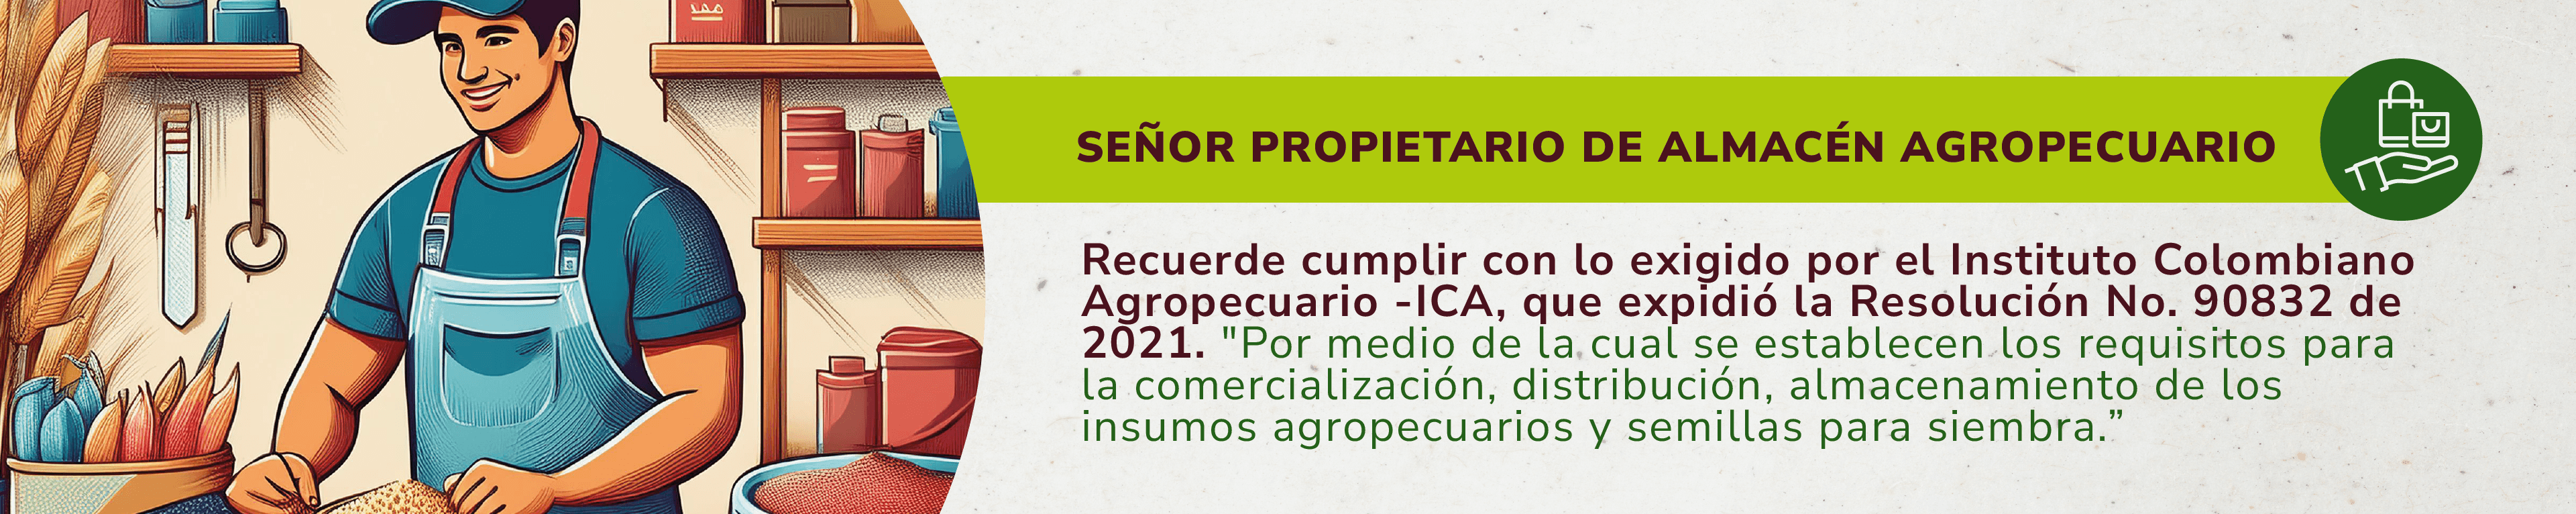 SEÑOR PROPIETARIO DE ALMACÉN AGROPECUARIO
Recuerde cumplir con lo exigido por el Instituto Colombiano
Agropecuario -ICA, que expidió la Resolución No. 90832 de
2021. "Por medio de la cual se establecen los requisitos para
la comercialización, distribución, almacenamiento de los
insumos agropecuarios y semillas para siembra.”